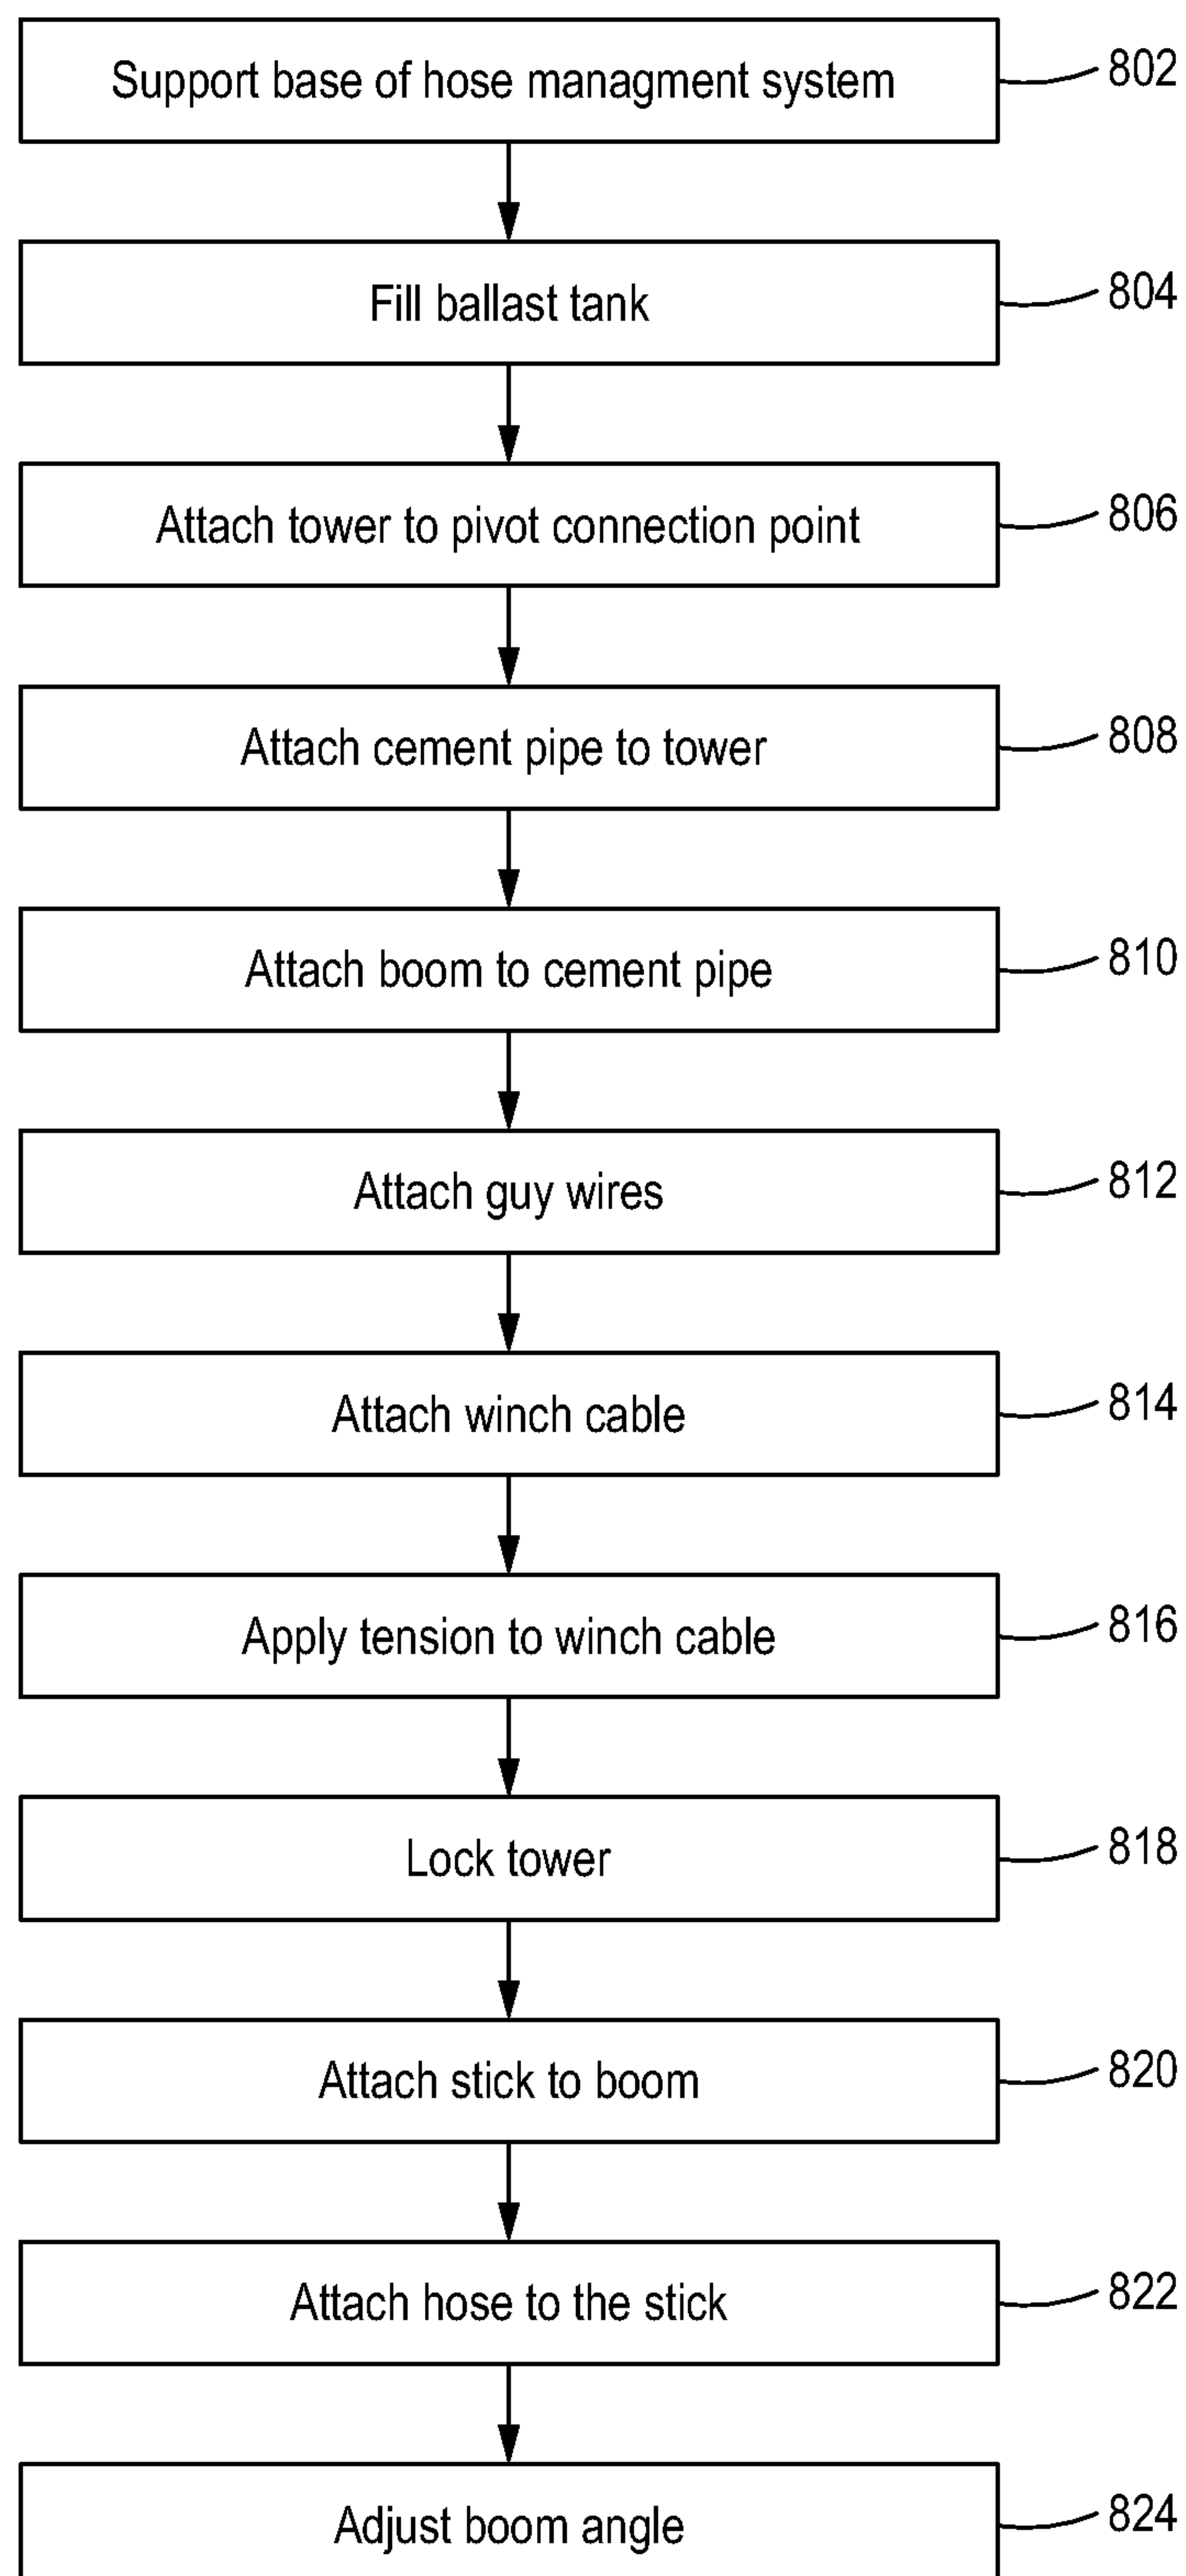 Support base of hose managment system 802
Fill ballast tank 804
Attach tower to pivot connection point 806
Attach cement pipe to tower 808
Attach boom to cement pipe 810
Attach guy wires 812
Attach winch cable 814
Apply tension to winch cable 816
Lock tower 818
Attach stick to boom 820
Attach hose to the stick 822
Adjust boom angle 824